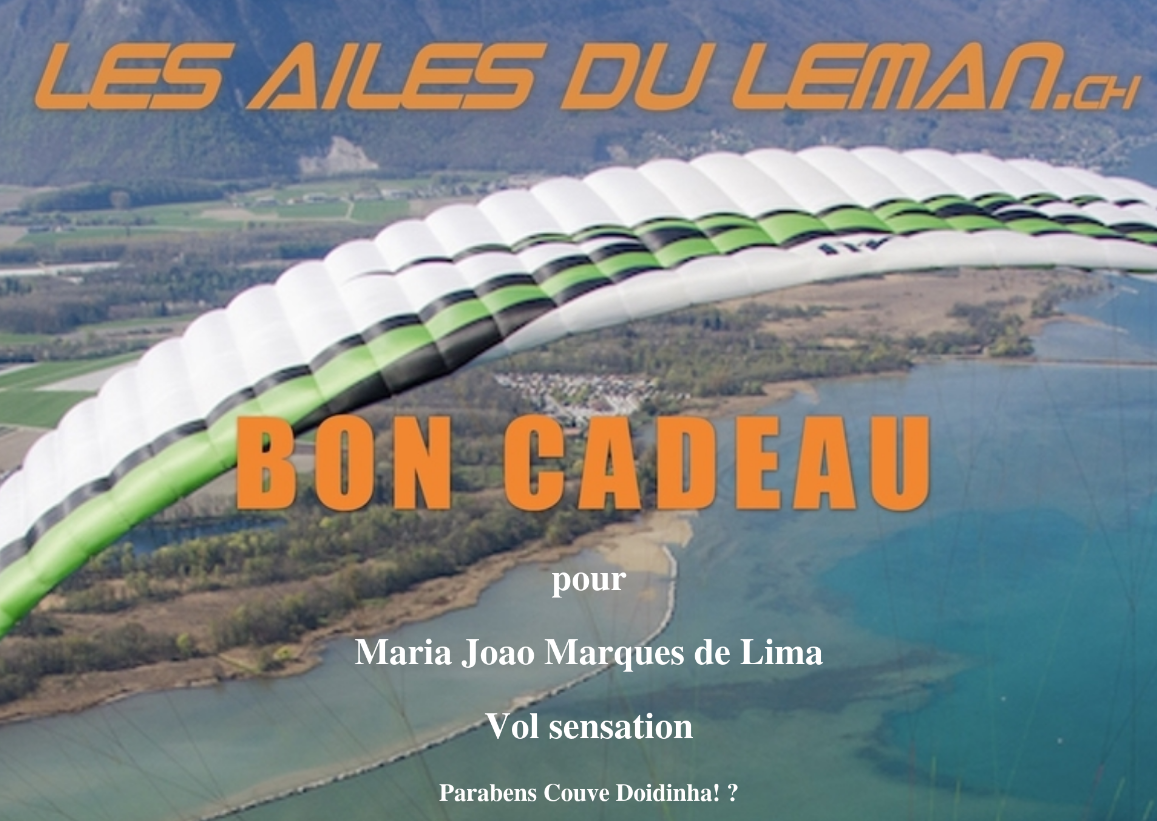 LES AILES DU LEMAN.CH
BON CADEAU
pour
Maria Joao Marques de Lima
Vol sensation
Parabens Couve Doidinha! ?